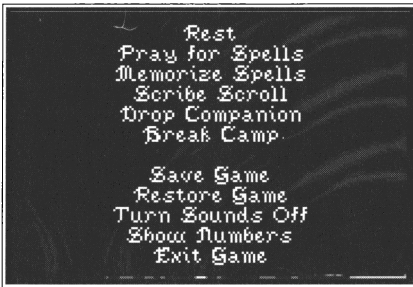 Rest
Pray for Spells
Memorize Spells
Scribe Scroll
Drop Companion
Break Camp
Save Game
Restore Game
Turn Sounds Off
Show Numbers
Exit Game